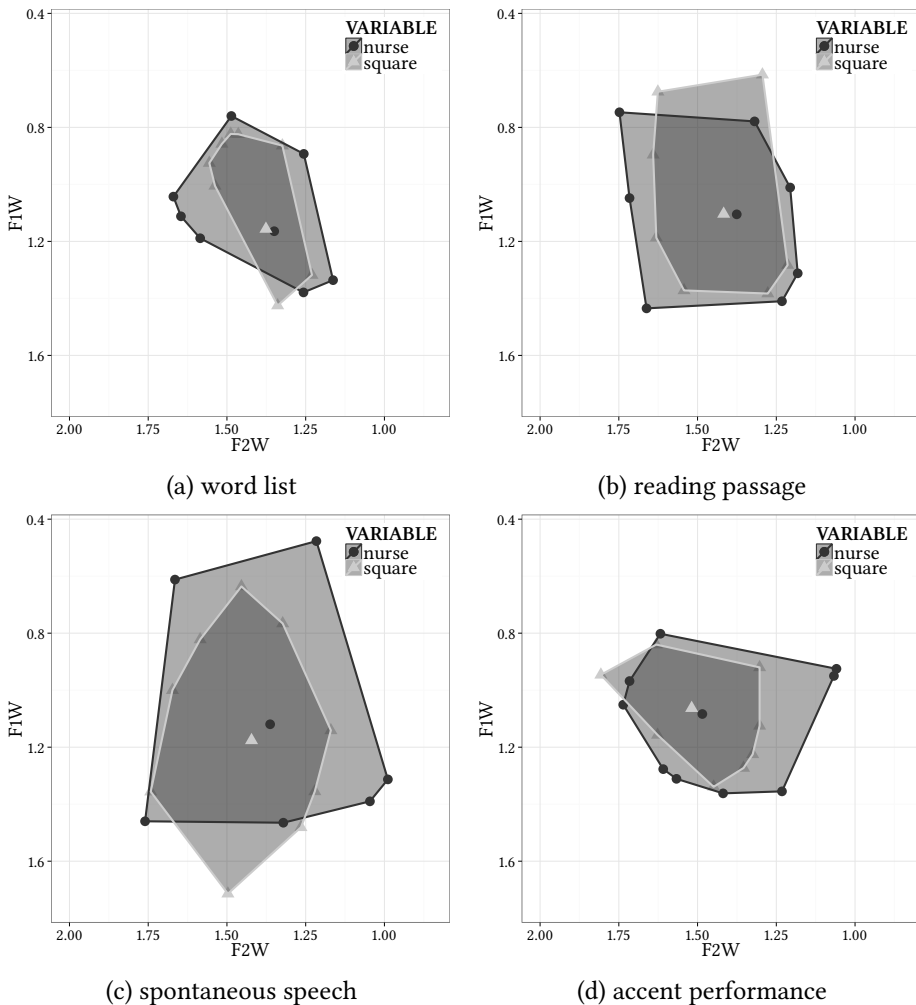 VARIABLE
nurse
square
0.4
0.8
1.2
1.6
F1W
2.00 1.75 1.50 1.25 1.00
F2W
(a) word list
VARIABLE
nurse
square
0.4
0.8
1.2
1.6
F1W
2.00 1.75 1.50 1.25 1.00
F2W
(b) reading passage
VARIABLE
nurse
square
0.4
0.8
1.2
1.6
F1W
2.00 1.75 1.50 1.25 1.00
F2W
(c) spontaneous speech
VARIABLE
nurse
square
0.4
0.8
1.2
1.6
F1W
2.00 1.75 1.50 1.25 1.00
F2W
(d) accent performance